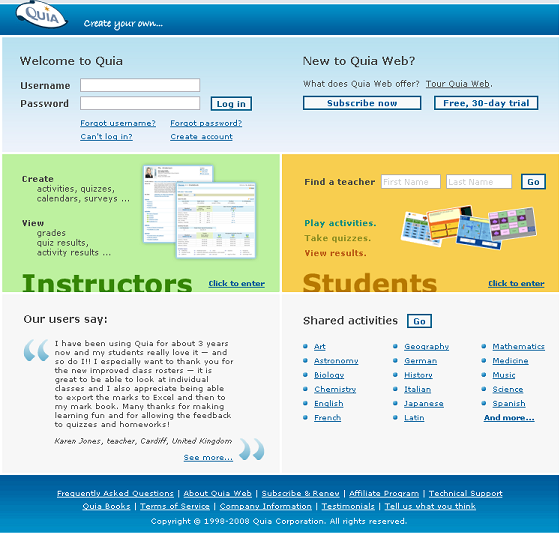 QUIA
Create your own...
Welcome to Quia
Username
Password
Log in
Forgot username?
Forgot password?
Can't log in?
Create account
New to Quia Web?
What does Quia Web offer? Tour Quia Web.
Subscribe now
Free, 30-day trial
Create
activities, quizzes,
calendars, surveys ...
View
grades
quiz results,
activity results ...
Instructors
Click to enter
Find a teacher
First Name
Last Name
Go
Play activities.
Take quizzes.
View results.
Students
Click to enter
Our users say:
I have been using Quia for about 3 years
now and my students really love it — and
so do I!! I especially want to thank you for
the new improved class rosters — it is
great to be able to look at individual
classes and I also appreciate being able
to export the marks to Excel and then to
my mark book. Many thanks for making
learning fun and for allowing the feedback
to quizzes and homeworks!
Karen Jones, teacher, Cardiff, United Kingdom
See more...
Shared activities
Go
Art
Geography
Mathematics
Astronomy
German
Medicine
Biology
History
Music
Chemistry
Italian
Science
English
Japanese
Spanish
French
Latin
And more...
Frequently Asked Questions | About Quia Web | Subscribe & Renew | Affiliate Program | Technical Support
Quia Books | Terms of Service | Company Information | Testimonials | Tell us what you think
Copyright © 1998-2008 Quia Corporation. All rights reserved.